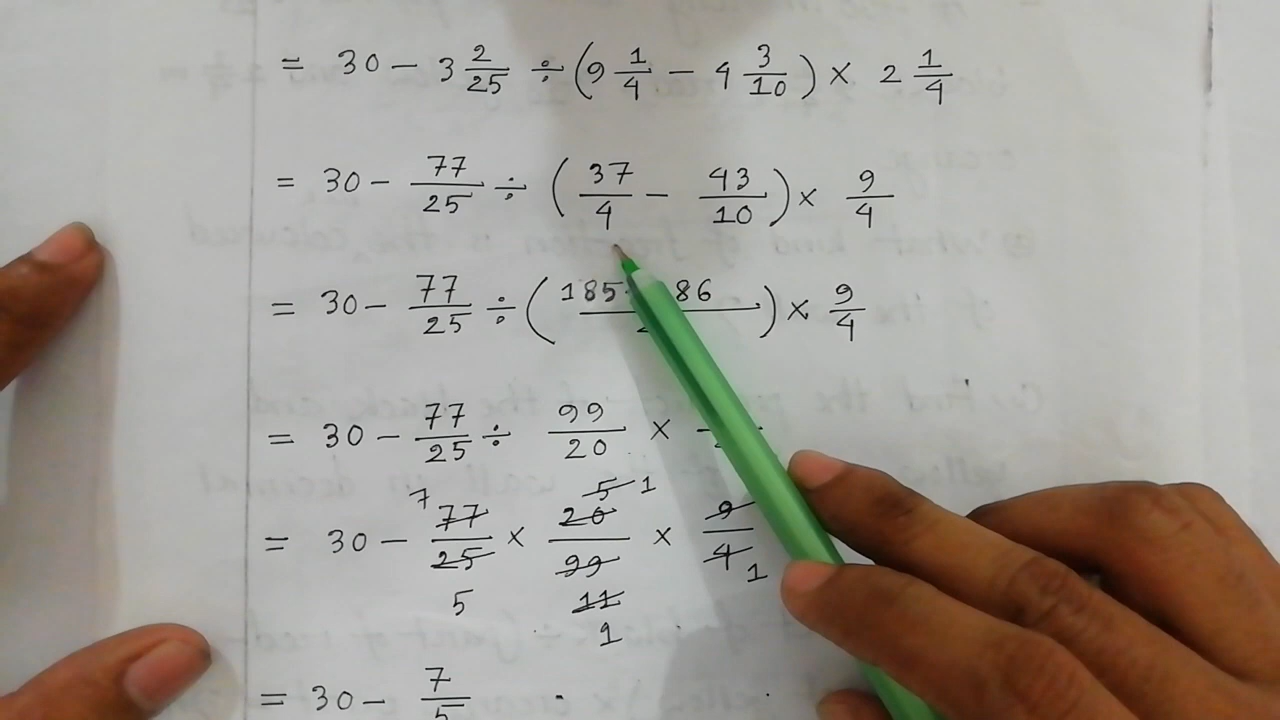 = 30 - 3 2/25 ÷ (9 1/4 - 4 3/10) × 2 1/4
= 30 - 77/25 ÷ (37/4 - 43/10) × 9/4
= 30 - 77/25 ÷ (185 86/2) × 9/4
= 30 - 77/25 ÷ 99/20 ×
7 5 1
= 30 - 77/25 × 20/99 × 9/4
5 11 1
1
= 30 - 7/5